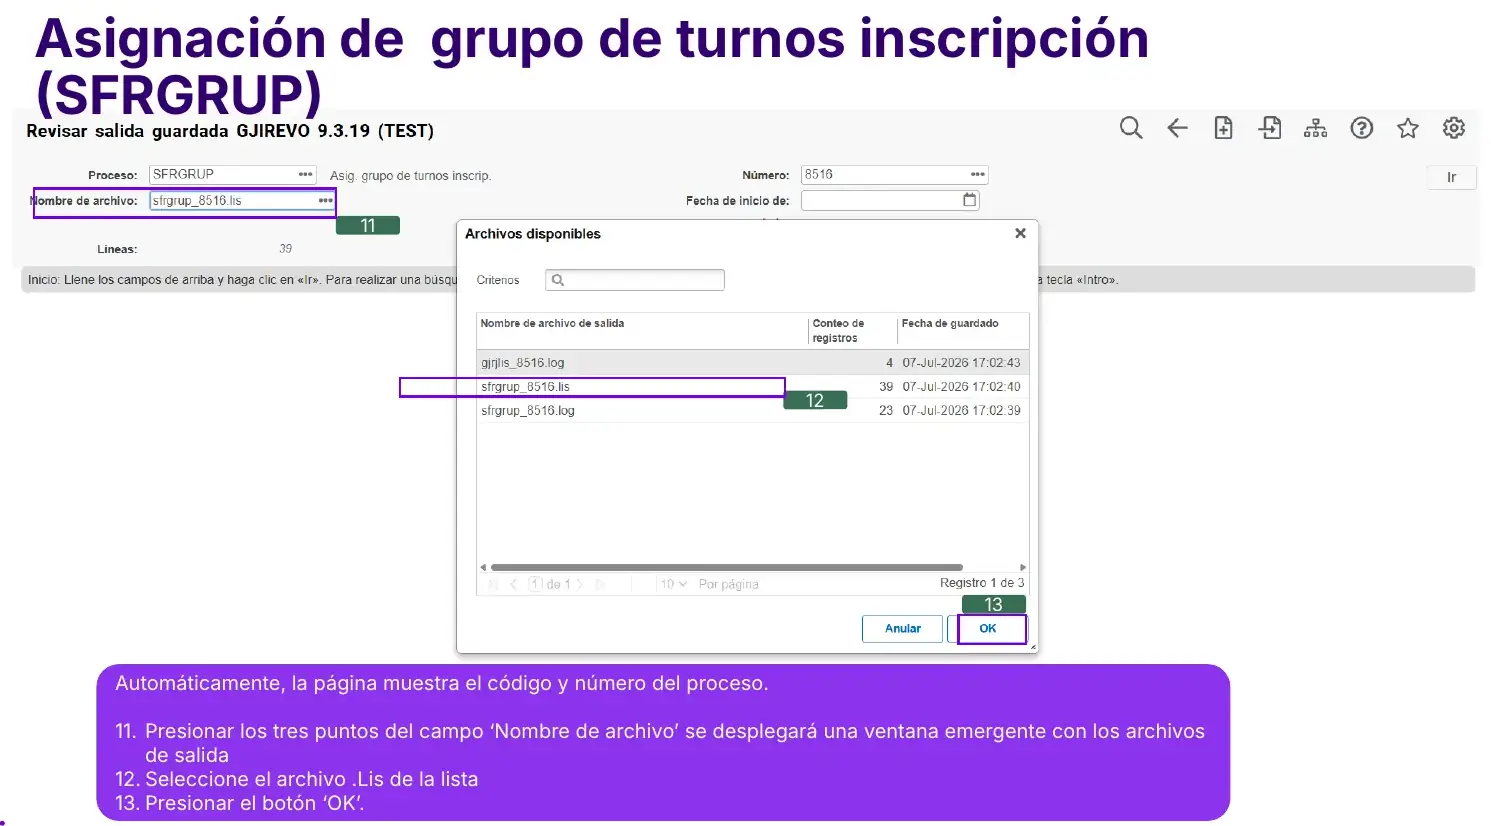 Asignación de grupo de turnos inscripción
(SFRGRUP)
Revisar salida guardada GJIREVO 9.3.19 (TEST)
Proceso: SFRGRUP ••• Asig. grupo de turnos inscrip. Número: 8516 ••• Ir
Nombre de archivo: sfrgrup_8516.lis ••• Fecha de inicio de:
11
Líneas: 39
Inicio: Llene los campos de arriba y haga clic en «Ir». Para realizar una búsqu
a tecla «Intro».
Archivos disponibles
Criterios
Nombre de archivo de salida Conteo de registros Fecha de guardado
gjrjlis_8516.log 4 07-Jul-2026 17:02:43
sfrgrup_8516.lis 39 07-Jul-2026 17:02:40
12
sfrgrup_8516.log 23 07-Jul-2026 17:02:39
1 de 1 10 Por página Registro 1 de 3
13
Anular OK
Automáticamente, la página muestra el código y número del proceso.
11. Presionar los tres puntos del campo ‘Nombre de archivo’ se desplegará una ventana emergente con los archivos
de salida
12. Seleccione el archivo .Lis de la lista
13. Presionar el botón ‘OK’.